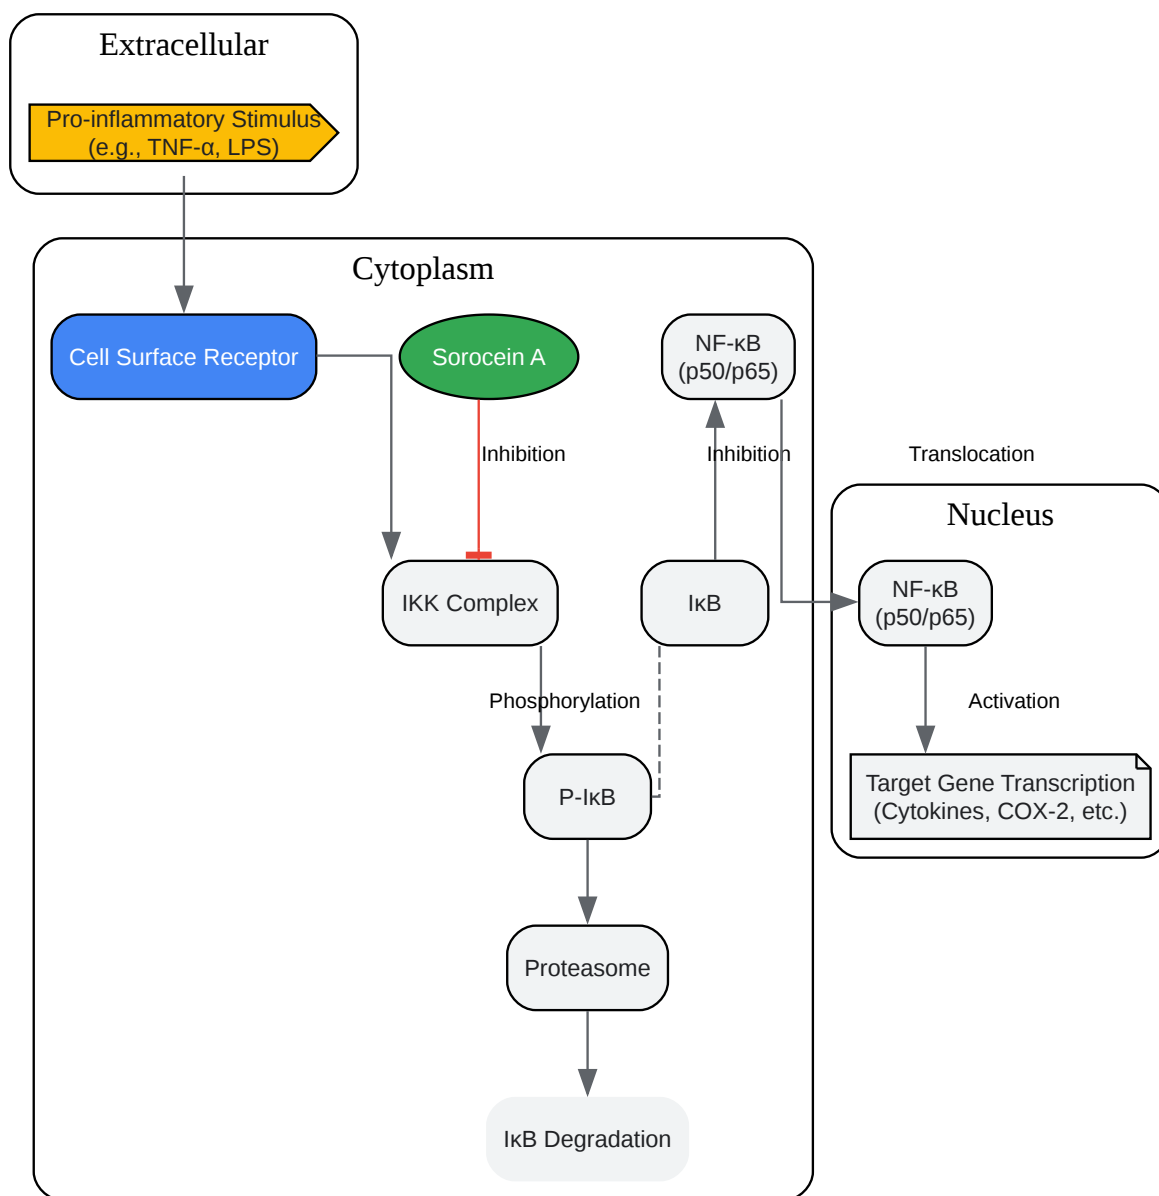 Extracellular
Pro-inflammatory Stimulus
(e.g., TNF-α, LPS)
Cytoplasm
Cell Surface Receptor
Sorocein A
NF-κB
(p50/p65)
Inhibition
Inhibition
Translocation
Nucleus
IKK Complex
IκB
NF-κB
(p50/p65)
Phosphorylation
Activation
P-IκB
Target Gene Transcription
(Cytokines, COX-2, etc.)
Proteasome
IκB Degradation